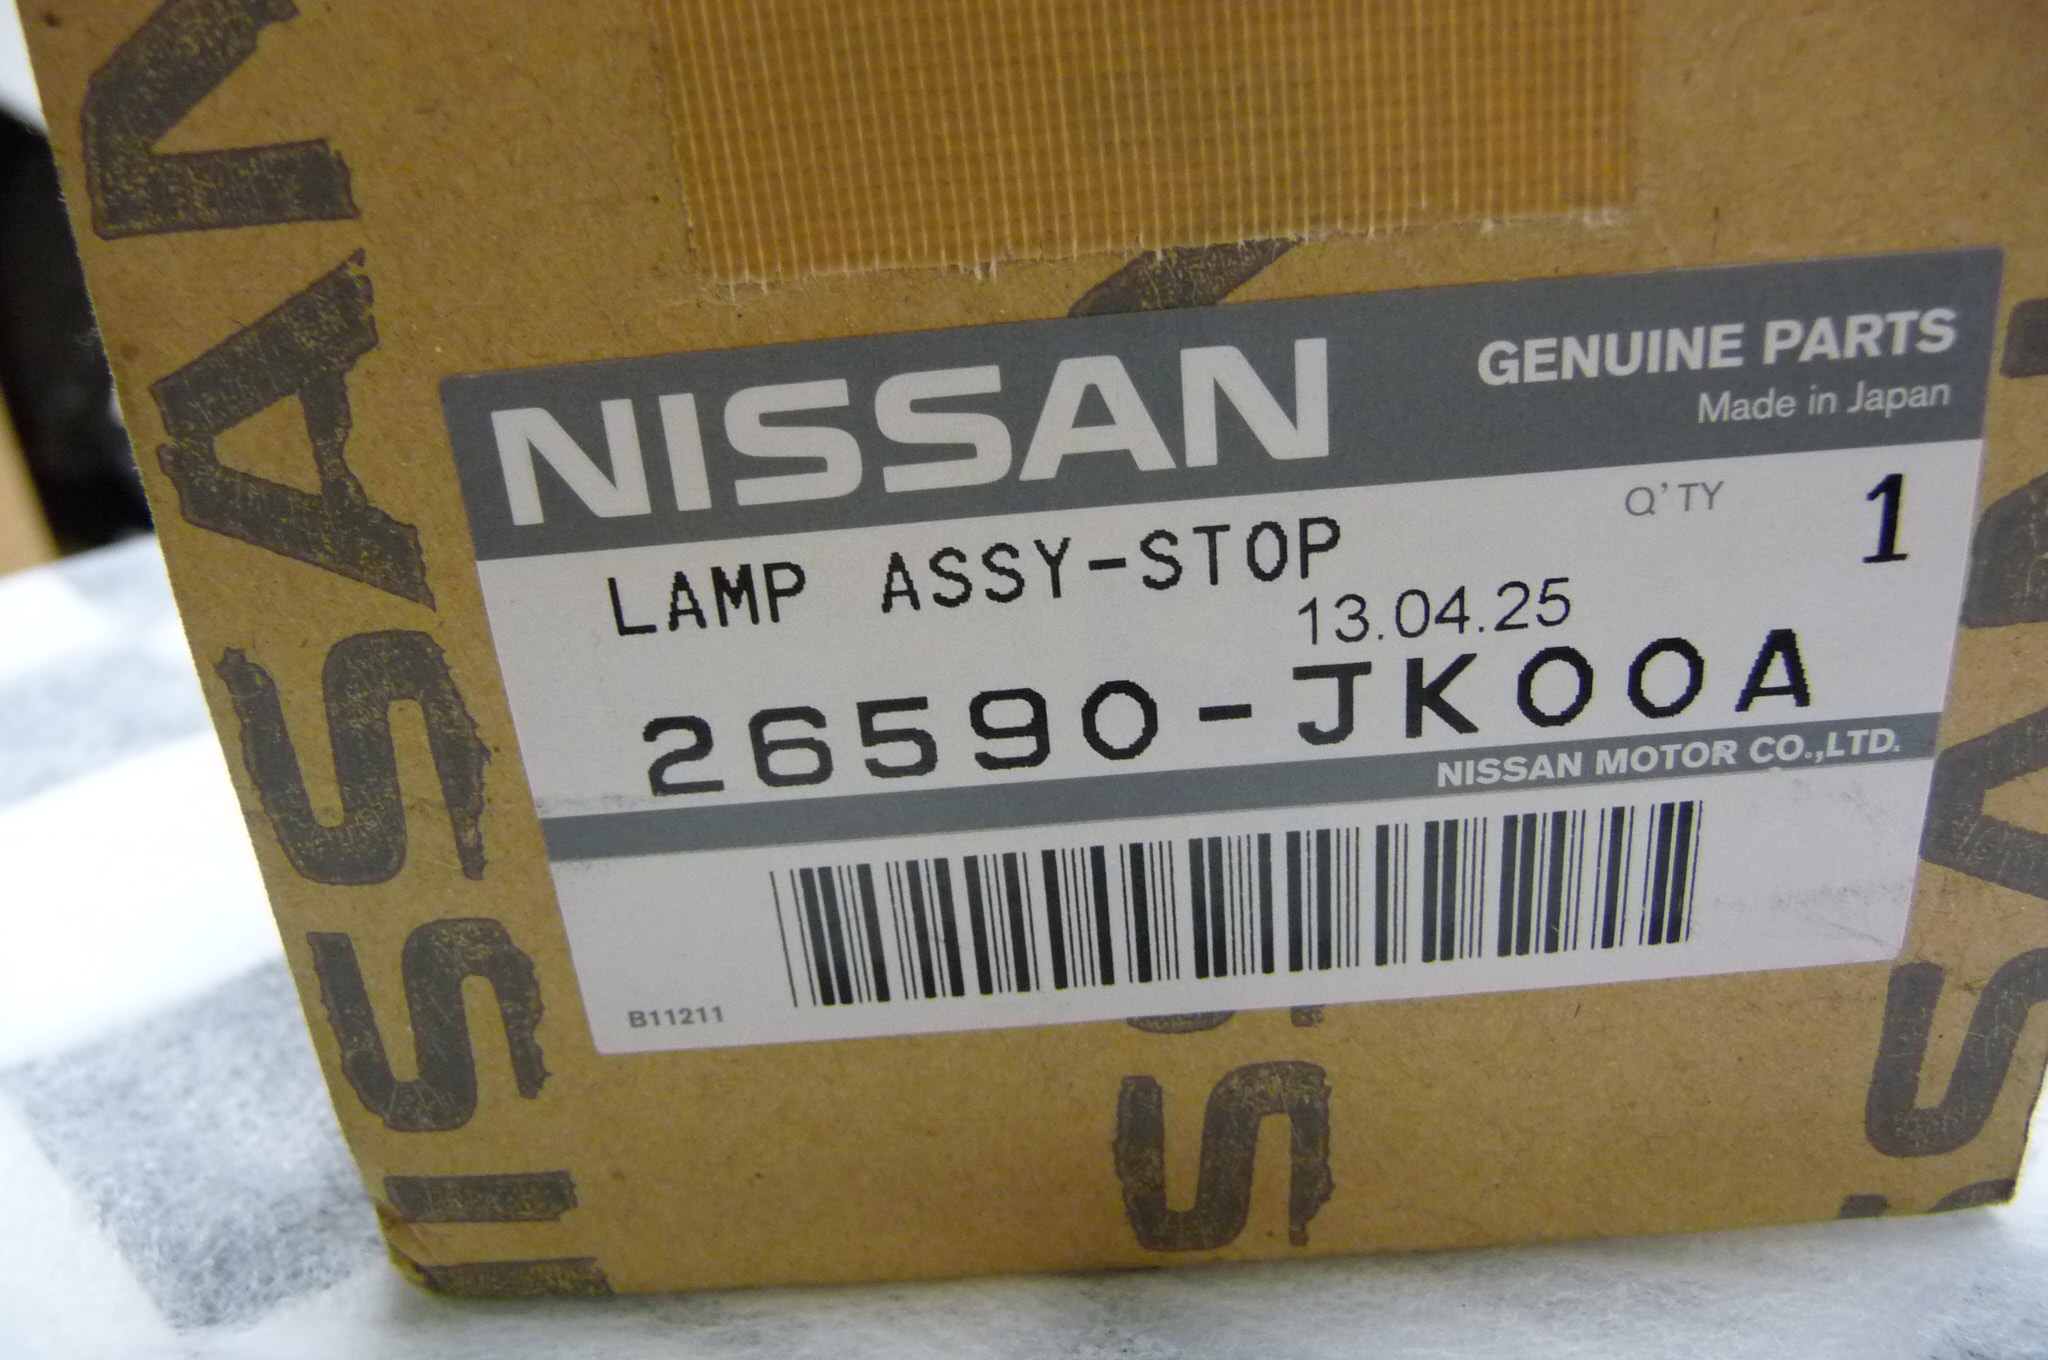 NISSAN
NISSAN GENUINE PARTS
Made in Japan
LAMP ASSY-STOP Q'TY 1
13.04.25
26590-JK00A
NISSAN MOTOR CO.,LTD.
B11211